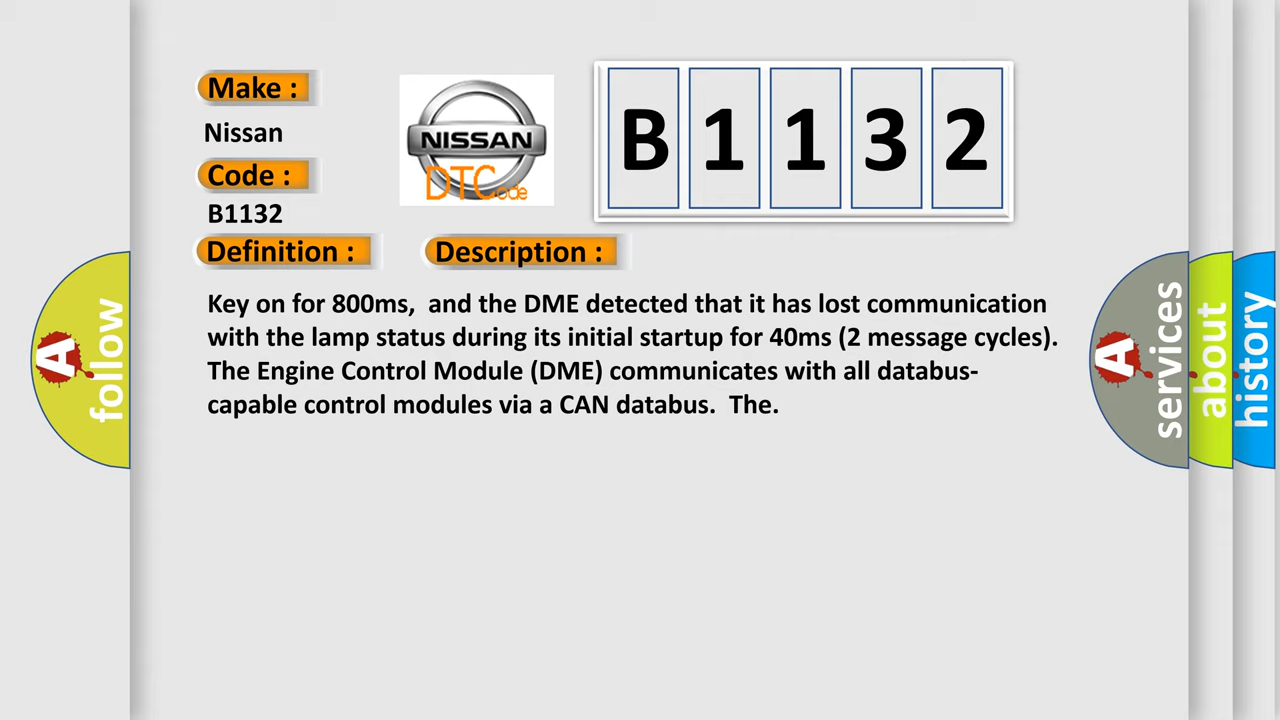 Make :
Nissan
Code :
B1132
NISSAN
DTCode
B 1 1 3 2
Definition :
Description :
Key on for 800ms,  and the DME detected that it has lost communication
with the lamp status during its initial startup for 40ms (2 message cycles).
The Engine Control Module (DME) communicates with all databus-
capable control modules via a CAN databus  The.
A
follow
A
services
about
history